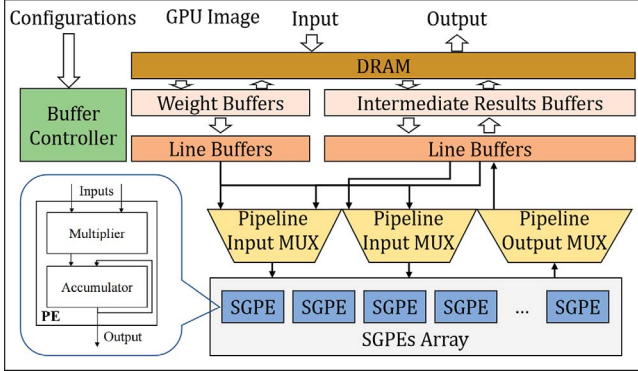 Configurations
GPU Image
Input
Output
DRAM
Buffer
Controller
Weight Buffers
Intermediate Results Buffers
Line Buffers
Line Buffers
Inputs
Multiplier
Accumulator
PE
Output
Pipeline
Input MUX
Pipeline
Input MUX
Pipeline
Output MUX
SGPE SGPE SGPE SGPE ... SGPE
SGPEs Array